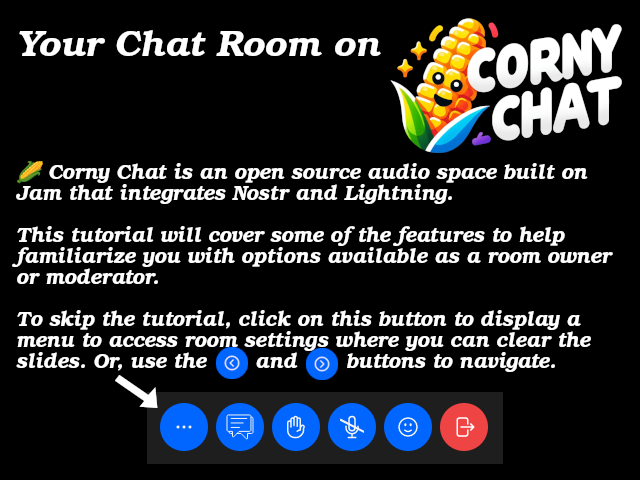 Your Chat Room on
CORNY
CHAT
🌽 Corny Chat is an open source audio space built on
Jam that integrates Nostr and Lightning.
This tutorial will cover some of the features to help
familiarize you with options available as a room owner
or moderator.
To skip the tutorial, click on this button to display a
menu to access room settings where you can clear the
slides. Or, use the and buttons to navigate.